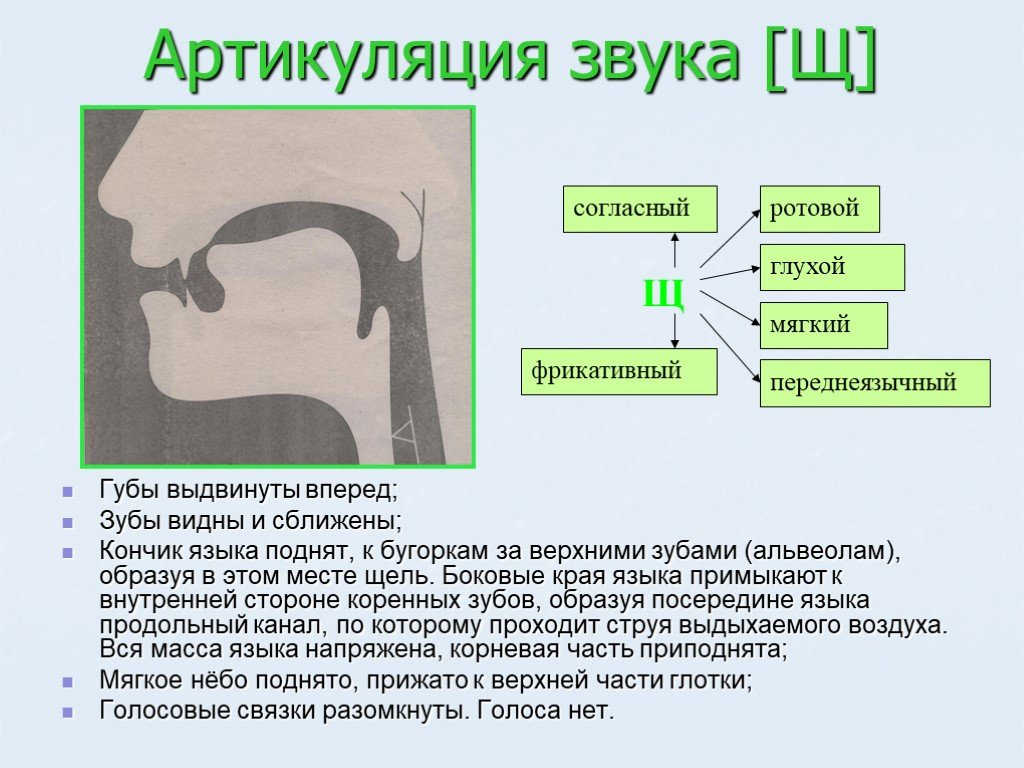 Артикуляция звука [Щ]
согласный
ротовой
глухой
Щ
мягкий
фрикативный
переднеязычный
Губы выдвинуты вперед;
Зубы видны и сближены;
Кончик языка поднят, к бугоркам за верхними зубами (альвеолам),
образуя в этом месте щель. Боковые края языка примыкают к
внутренней стороне коренных зубов, образуя посередине языка
продольный канал, по которому проходит струя выдыхаемого воздуха.
Вся масса языка напряжена, корневая часть приподнята;
Мягкое нёбо поднято, прижато к верхней части глотки;
Голосовые связки разомкнуты. Голоса нет.